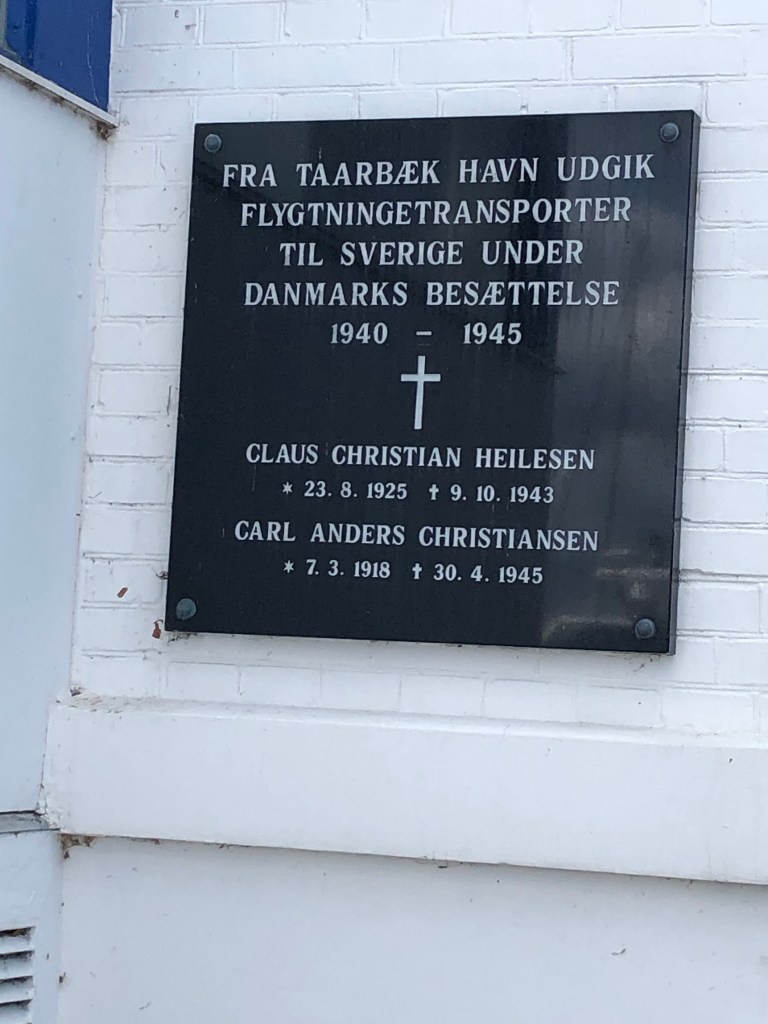 FRA TAARBÆK HAVN UDGIK
FLYGTNINGETRANSPORTER
TIL SVERIGE UNDER
DANMARKS BESÆTTELSE
1940 – 1945
CLAUS CHRISTIAN HEILESEN
* 23. 8. 1925 † 9. 10. 1943
CARL ANDERS CHRISTIANSEN
* 7. 3. 1918 † 30. 4. 1945